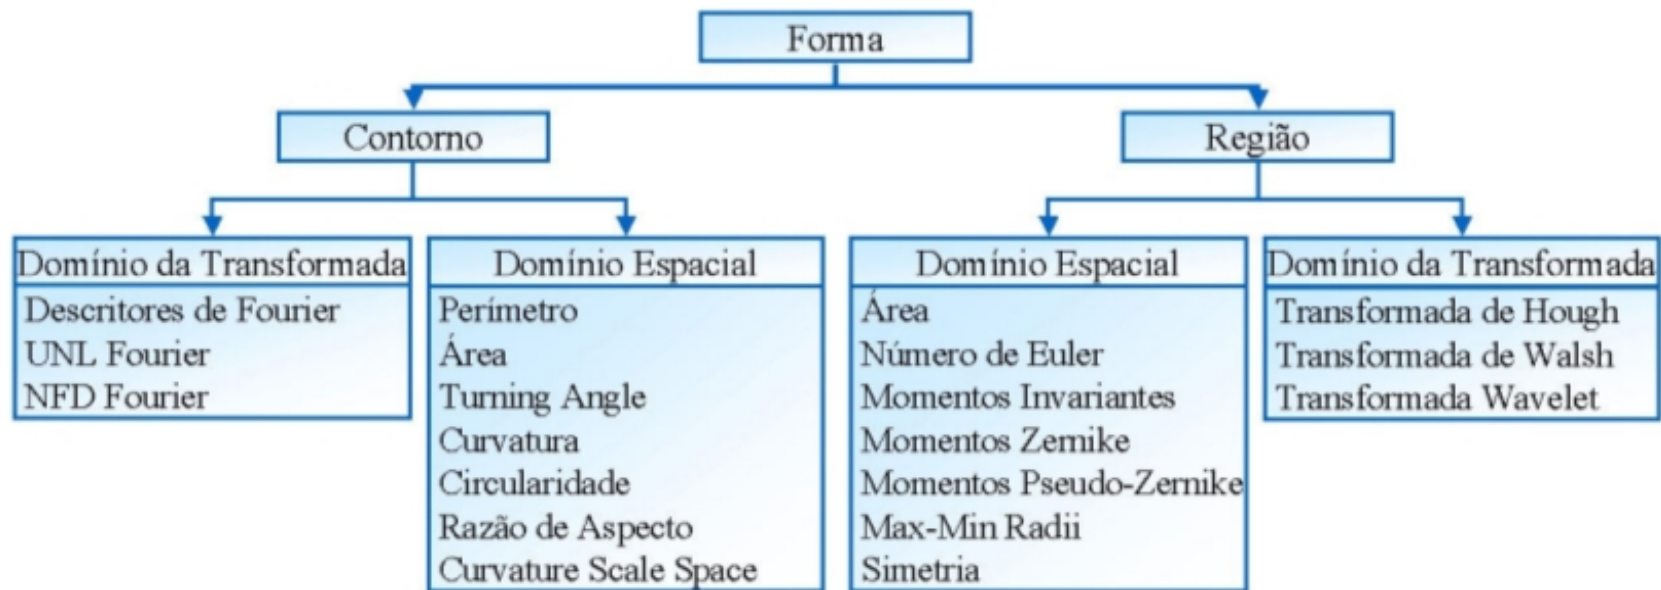 Forma
Contorno
Região
Domínio da Transformada
Descritores de Fourier
UNL Fourier
NFD Fourier
Domínio Espacial
Perímetro
Área
Turning Angle
Curvatura
Circularidade
Razão de Aspecto
Curvature Scale Space
Domínio Espacial
Área
Número de Euler
Momentos Invariantes
Momentos Zernike
Momentos Pseudo-Zernike
Max-Min Radii
Simetria
Domínio da Transformada
Transformada de Hough
Transformada de Walsh
Transformada Wavelet